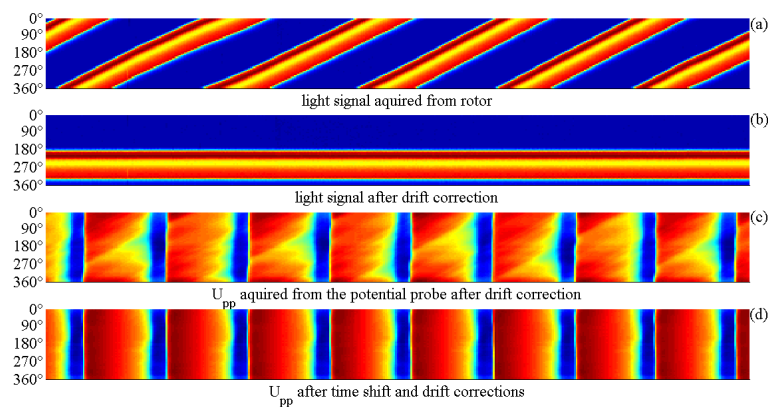 0°
90°
180°
270°
360°
(a)
light signal aquired from rotor
0°
90°
180°
270°
360°
(b)
light signal after drift correction
0°
90°
180°
270°
360°
(c)
U_pp aquired from the potential probe after drift correction
0°
90°
180°
270°
360°
(d)
U_pp after time shift and drift corrections